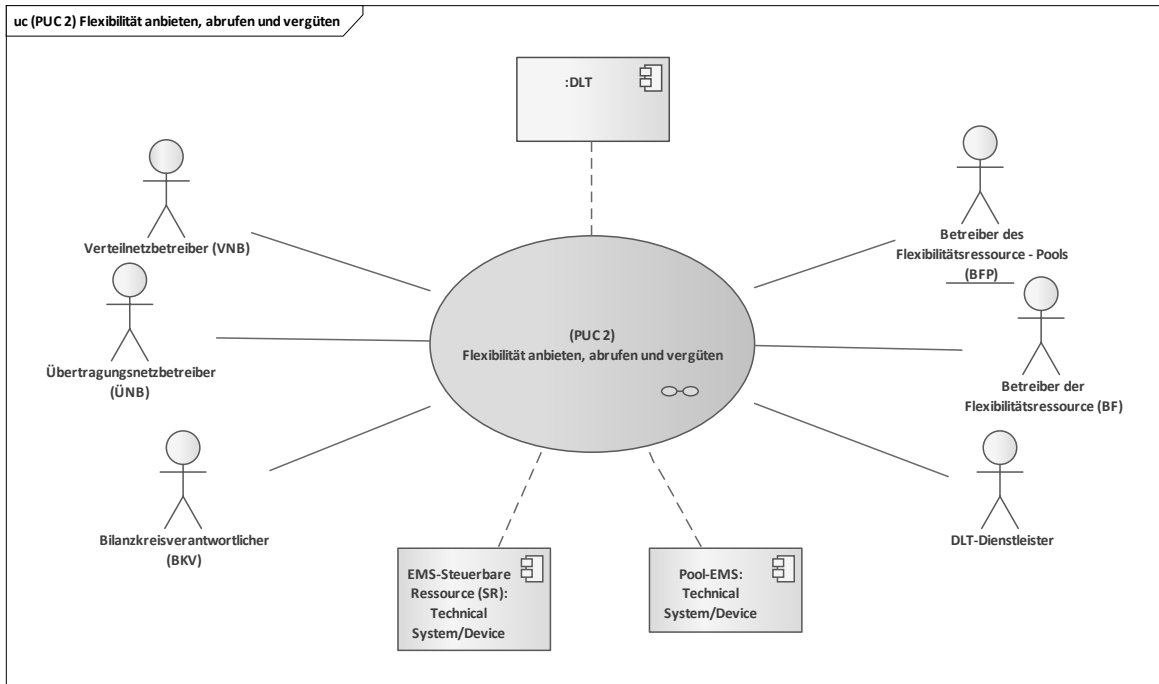 uc (PUC 2) Flexibilität anbieten, abrufen und vergüten
:DLT
Verteilnetzbetreiber (VNB)
Betreiber des
Flexibilitätsressource - Pools
(BFP)
(PUC 2)
Flexibilität anbieten, abrufen und vergüten
Übertragungsnetzbetreiber
(ÜNB)
Betreiber der
Flexibilitätsressource (BF)
Bilanzkreisverantwortlicher
(BKV)
DLT-Dienstleister
EMS-Steuerbare
Ressource (SR):
Technical
System/Device
Pool-EMS:
Technical
System/Device